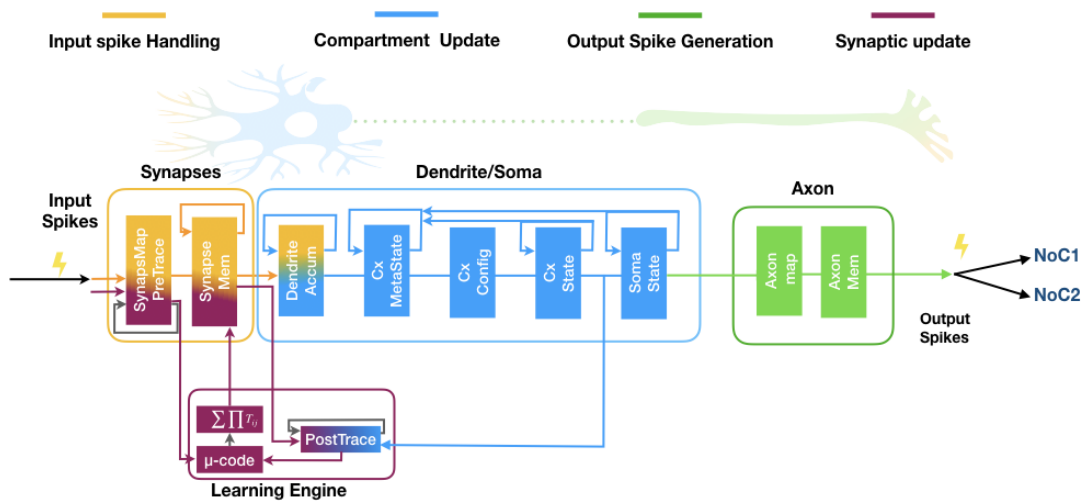 Input spike Handling
Compartment Update
Output Spike Generation
Synaptic update
Synapses
Dendrite/Soma
Axon
Input
Spikes
SynapsMap
PreTrace
Synapse
Mem
Dendrite
Accum
Cx
MetaState
Cx
Config
Cx
State
Soma
State
Axon
map
Axon
Mem
NoC1
NoC2
Output
Spikes
∑∏Tij
PostTrace
μ-code
Learning Engine